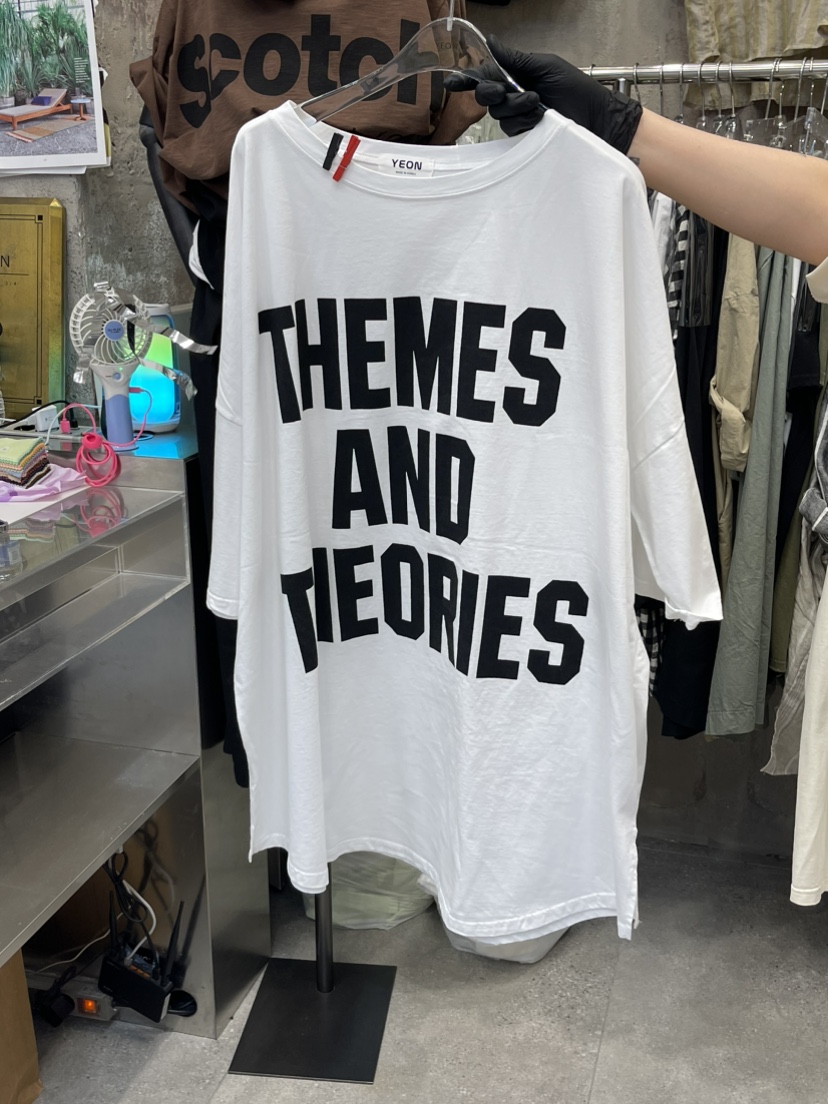 scotch
YEON
THEMES
AND
THEORIES
N